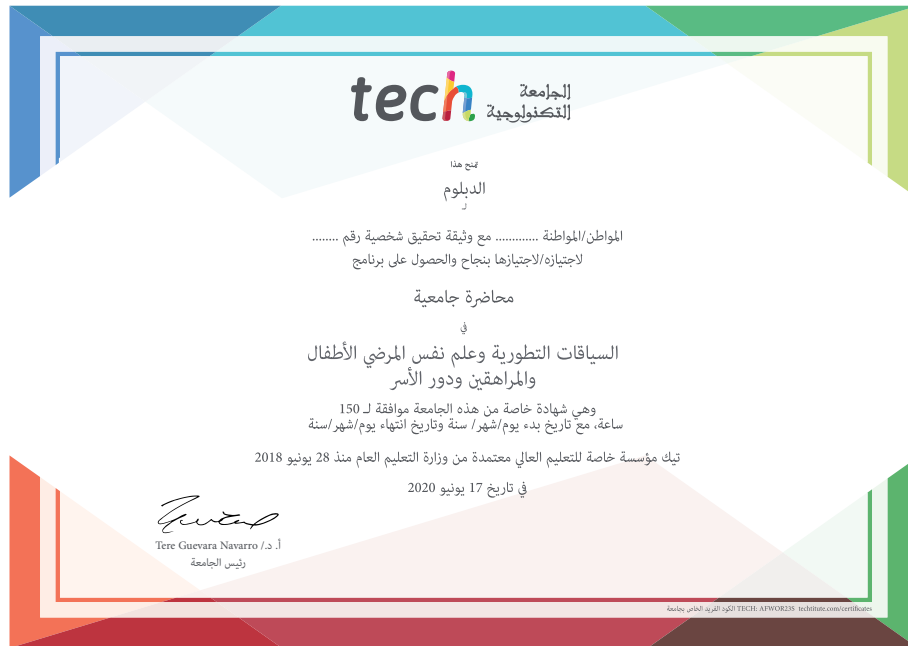 tech
الجامعة
التكنولوجية
تمنح هذا
الدبلوم
لـ
المواطن/المواطنة ............. مع وثيقة تحقيق شخصية رقم ........
لاجتيازه/لاجتيازها بنجاح والحصول على برنامج
محاضرة جامعية
في
السياقات التطورية وعلم نفس المرضي الأطفال
والمراهقين ودور الأسر
وهي شهادة خاصة من هذه الجامعة موافقة لـ 150
ساعة، مع تاريخ بدء يوم/شهر/ سنة وتاريخ انتهاء يوم/شهر/سنة
تيك مؤسسة خاصة للتعليم العالي معتمدة من وزارة التعليم العام منذ 28 يونيو 2018
في تاريخ 17 يونيو 2020
أ. د./ Tere Guevara Navarro
رئيس الجامعة
الكود الفريد الخاص بجامعة TECH: AFWOR23S techtitute.com/certificates